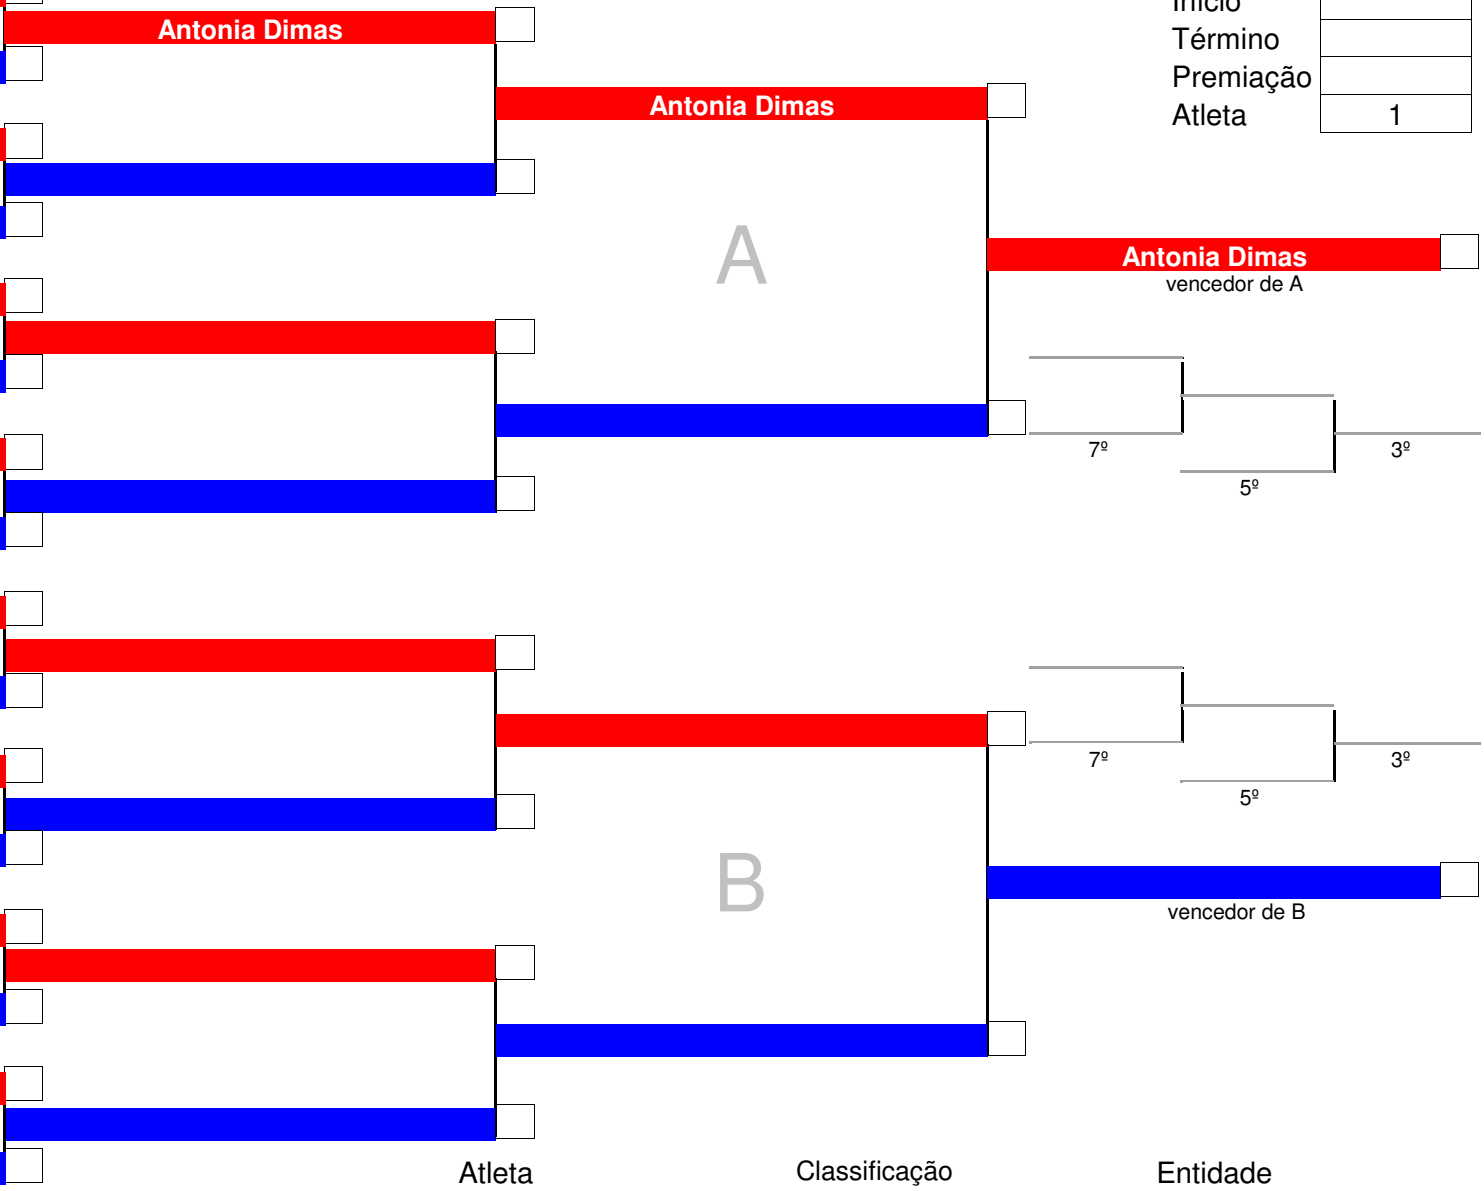 Início
Antonia Dimas
Término
Premiação
Antonia Dimas
Atleta 1
A
Antonia Dimas
vencedor de A
7º 3º
5º
7º 3º
5º
B
vencedor de B
Atleta Classificação Entidade